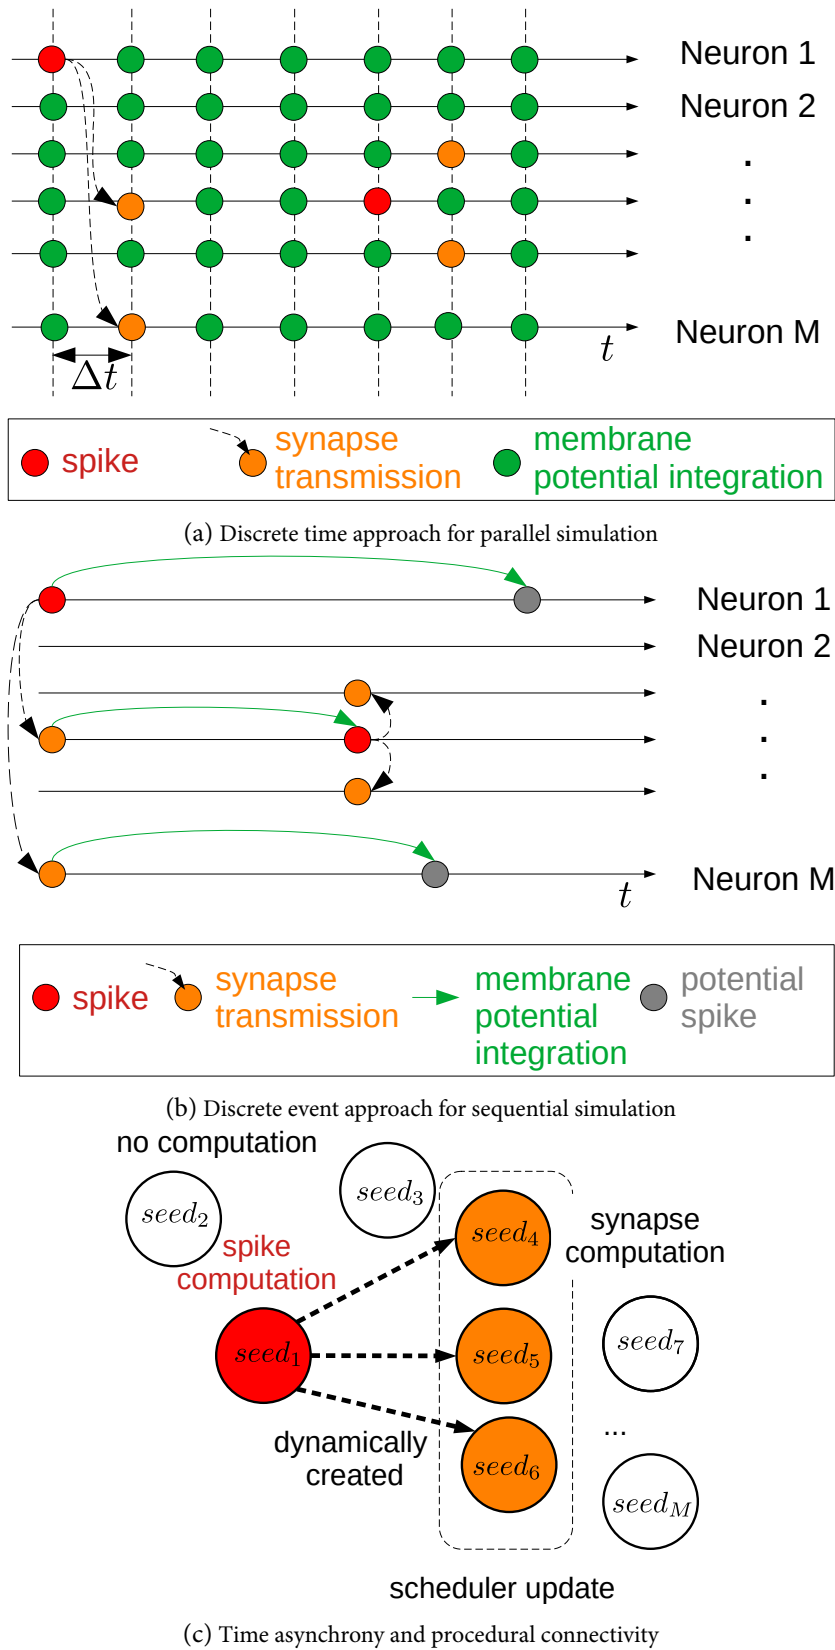 Neuron 1
Neuron 2
.
.
.
Neuron M
t
Δt
spike
synapse
transmission
membrane
potential integration
(a) Discrete time approach for parallel simulation
Neuron 1
Neuron 2
.
.
.
Neuron M
t
spike
synapse
transmission
membrane
potential
integration
potential
spike
(b) Discrete event approach for sequential simulation
no computation
seed₂
seed₃
seed₄
synapse
computation
spike
computation
seed₁
seed₅
seed₇
dynamically
created
seed₆
...
seed_M
scheduler update
(c) Time asynchrony and procedural connectivity